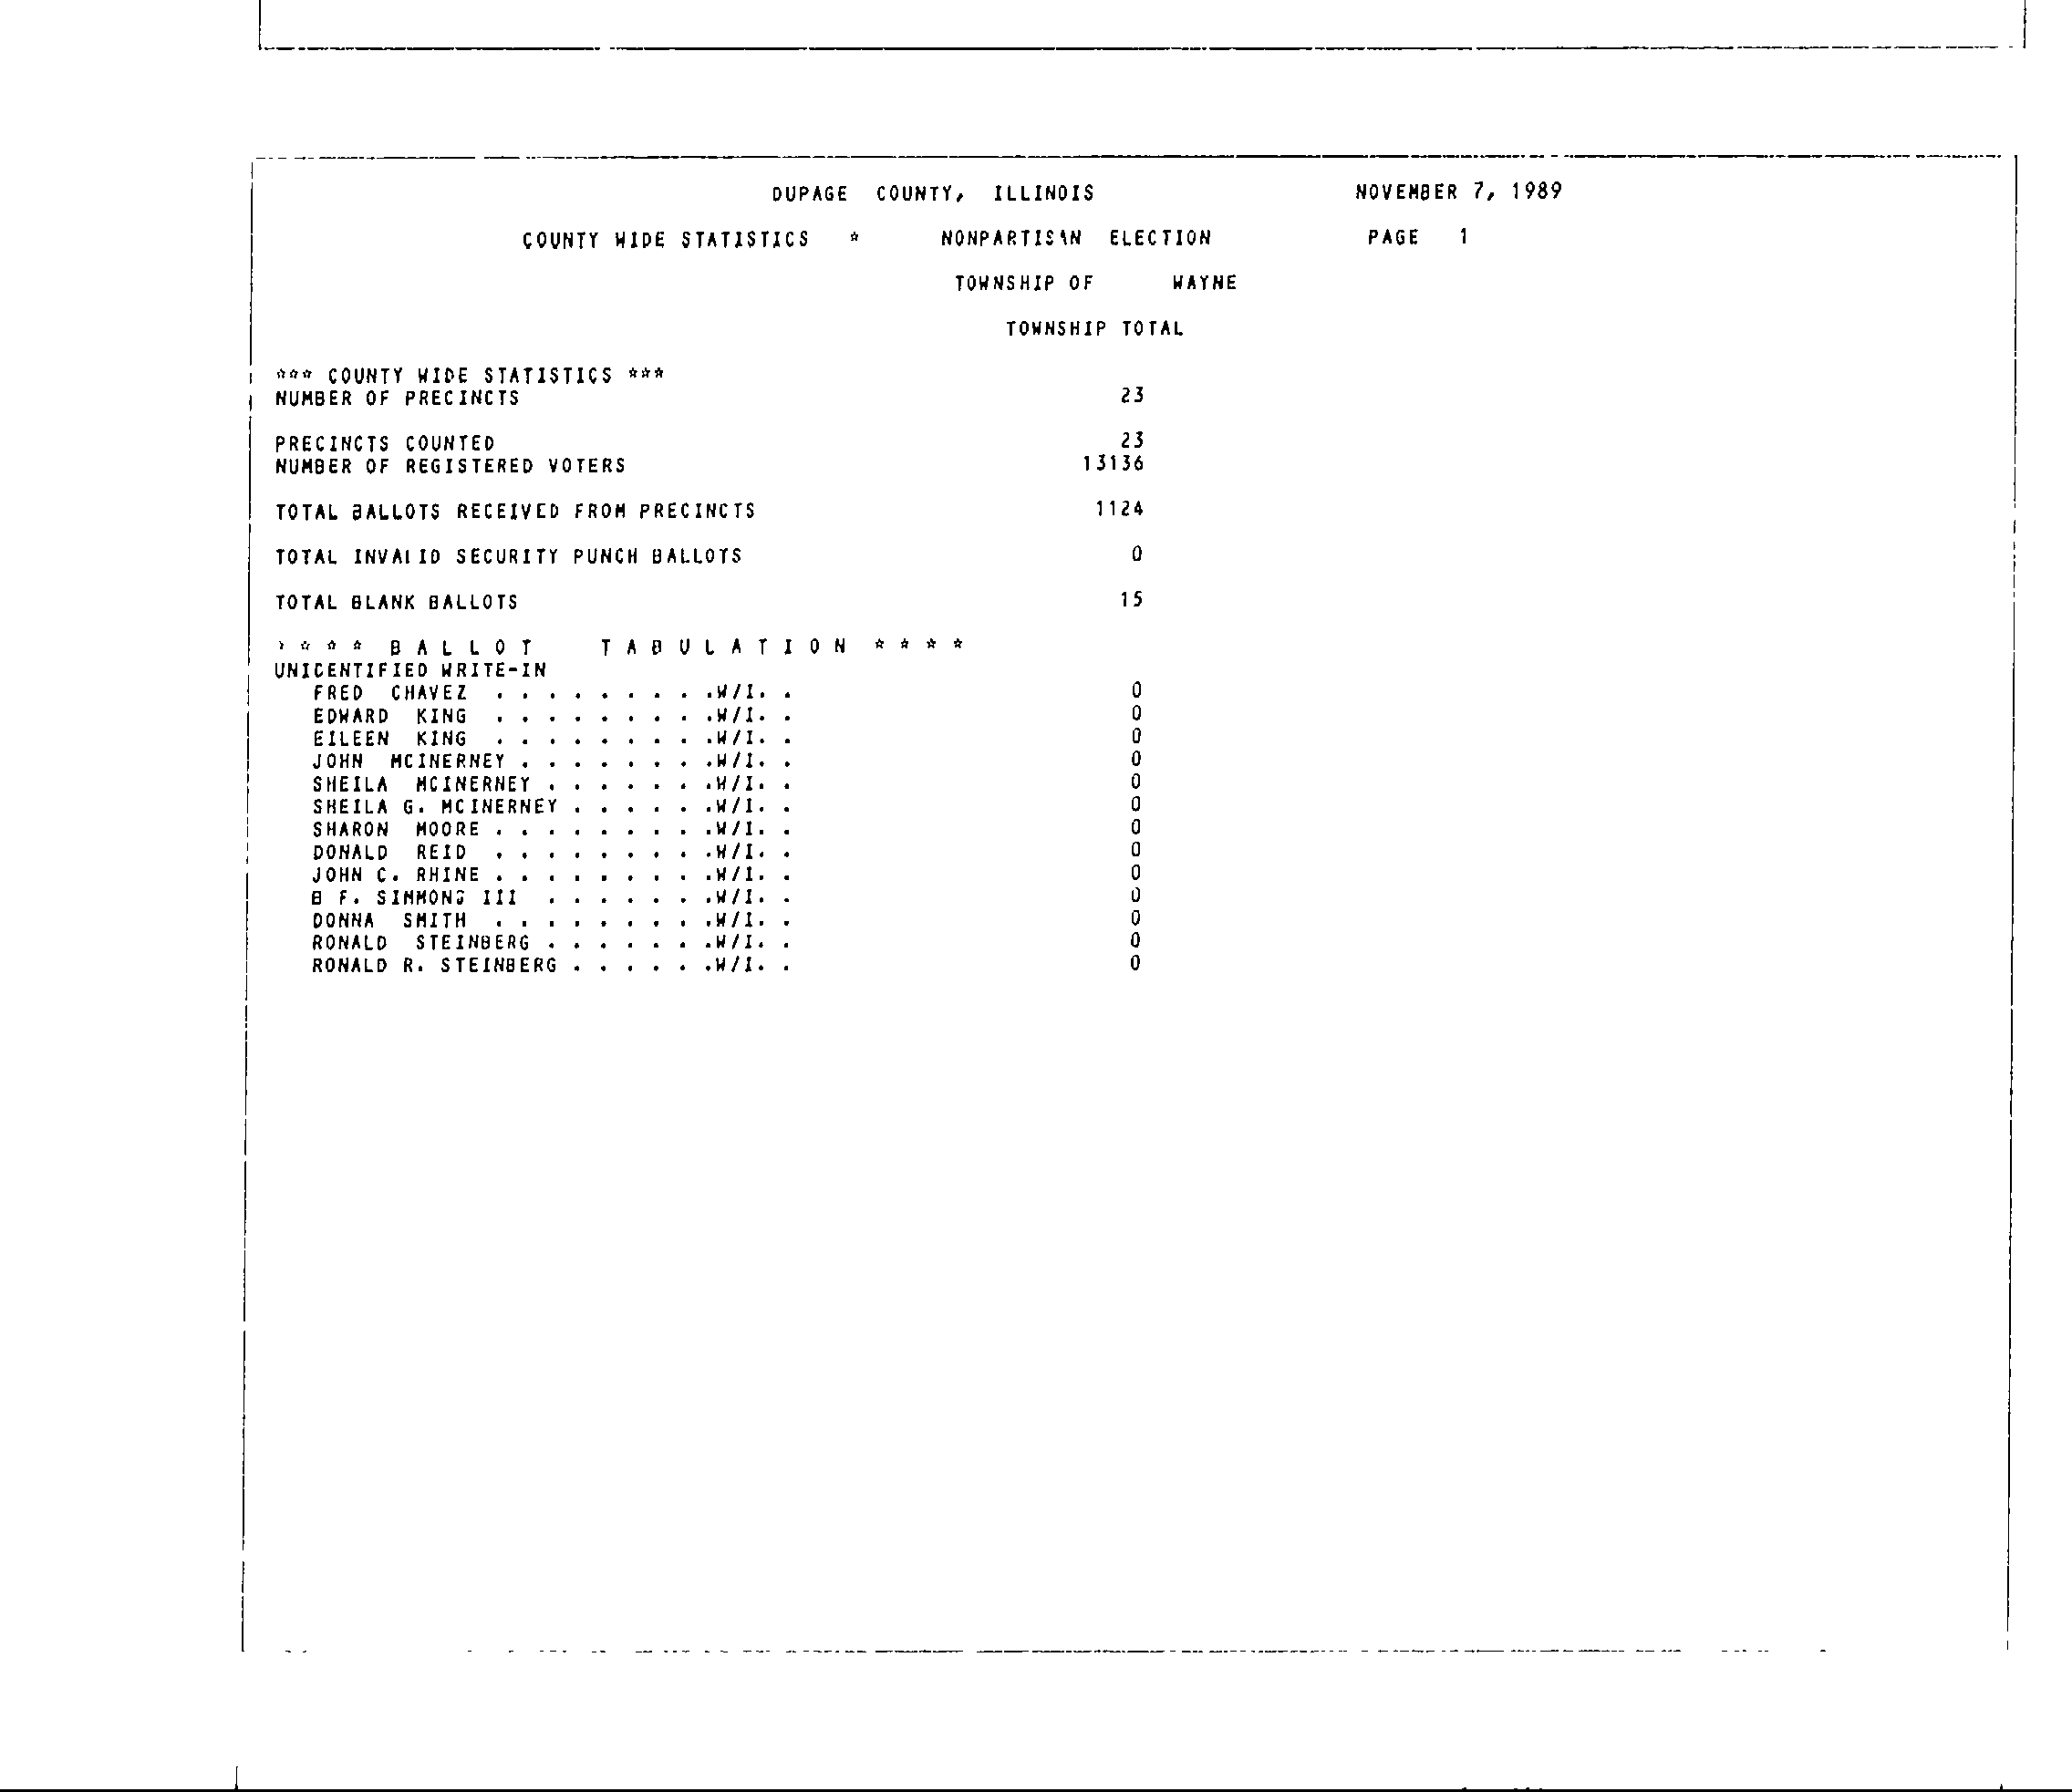 DUPAGE COUNTY, ILLINOIS NOVEMBER 7, 1989
COUNTY WIDE STATISTICS * NONPARTISAN ELECTION PAGE 1
TOWNSHIP OF WAYNE
TOWNSHIP TOTAL
*** COUNTY WIDE STATISTICS ***
NUMBER OF PRECINCTS 23
PRECINCTS COUNTED 23
NUMBER OF REGISTERED VOTERS 13136
TOTAL BALLOTS RECEIVED FROM PRECINCTS 1124
TOTAL INVALID SECURITY PUNCH BALLOTS 0
TOTAL BLANK BALLOTS 15
* * * * B A L L O T T A B U L A T I O N * * * *
UNICENTIFIED WRITE-IN
FRED CHAVEZ . . . . . . . . .W/I. . 0
EDWARD KING . . . . . . . . .W/I. . 0
EILEEN KING . . . . . . . . .W/I. . 0
JOHN MCINERNEY . . . . . . . .W/I. . 0
SHEILA MCINERNEY . . . . . . .W/I. . 0
SHEILA G. MCINERNEY . . . . . .W/I. . 0
SHARON MOORE . . . . . . . . .W/I. . 0
DONALD REID . . . . . . . . .W/I. . 0
JOHN C. RHINE . . . . . . . . .W/I. . 0
B F. SIMMONS III . . . . . . .W/I. . 0
DONNA SMITH . . . . . . . . .W/I. . 0
RONALD STEINBERG . . . . . . .W/I. . 0
RONALD R. STEINBERG . . . . . .W/I. . 0